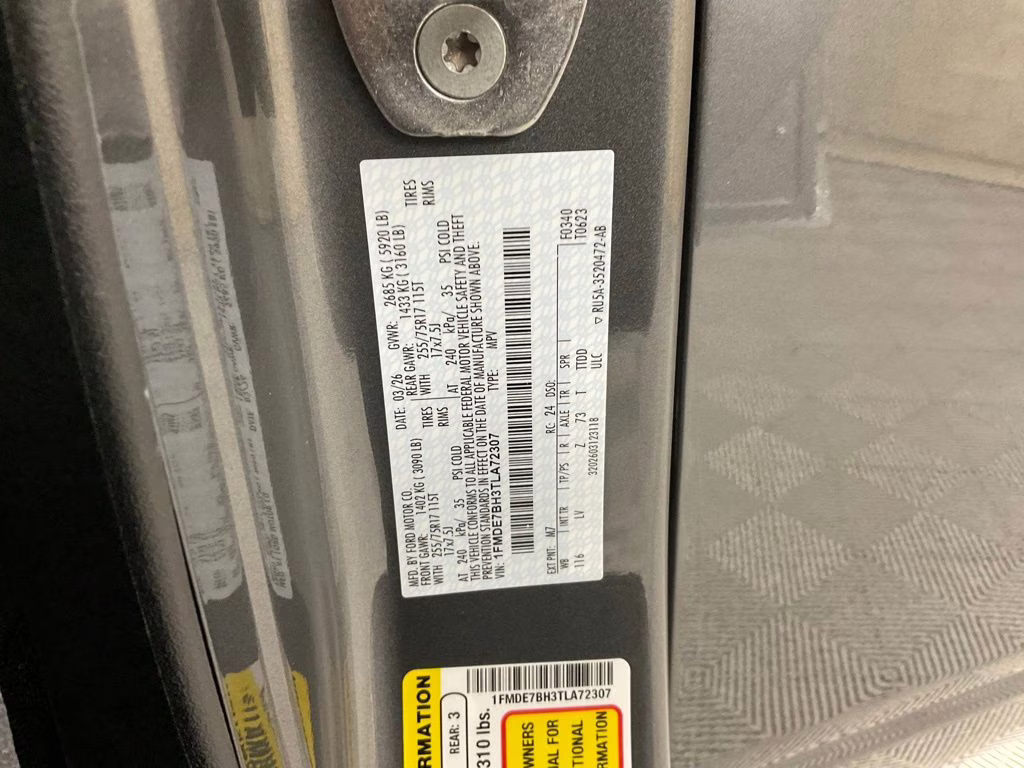 MFD. BY FORD MOTOR CO.
DATE: 03/26
GVWR: 2685 KG ( 5920 LB)
FRONT GAWR: 1402 KG ( 3090 LB)
REAR GAWR: 1433 KG ( 3160 LB)
WITH 255/75R17 115T TIRES
WITH 255/75R17 115T TIRES
17x7.5J RIMS
17x7.5J RIMS
AT 240 kPa/ 35 PSI COLD
AT 240 kPa/ 35 PSI COLD
THIS VEHICLE CONFORMS TO ALL APPLICABLE FEDERAL MOTOR VEHICLE SAFETY AND THEFT
PREVENTION STANDARDS IN EFFECT ON THE DATE OF MANUFACTURE SHOWN ABOVE.
VIN: 1FMDE7BH3TLA72307
TYPE: MPV
EXT PNT: M7 RC: 24 DSO: F0340
WB INT TR TP/PS R AXLE TR SPR T0623
116 LV Z 73 T TTDD
ULC
3202603123118
RU5A-3520472-AB
RMATION
REAR: 3
310 lbs.
1FMDE7BH3TLA72307
OWNERS
AL FOR
TIONAL
RMATION